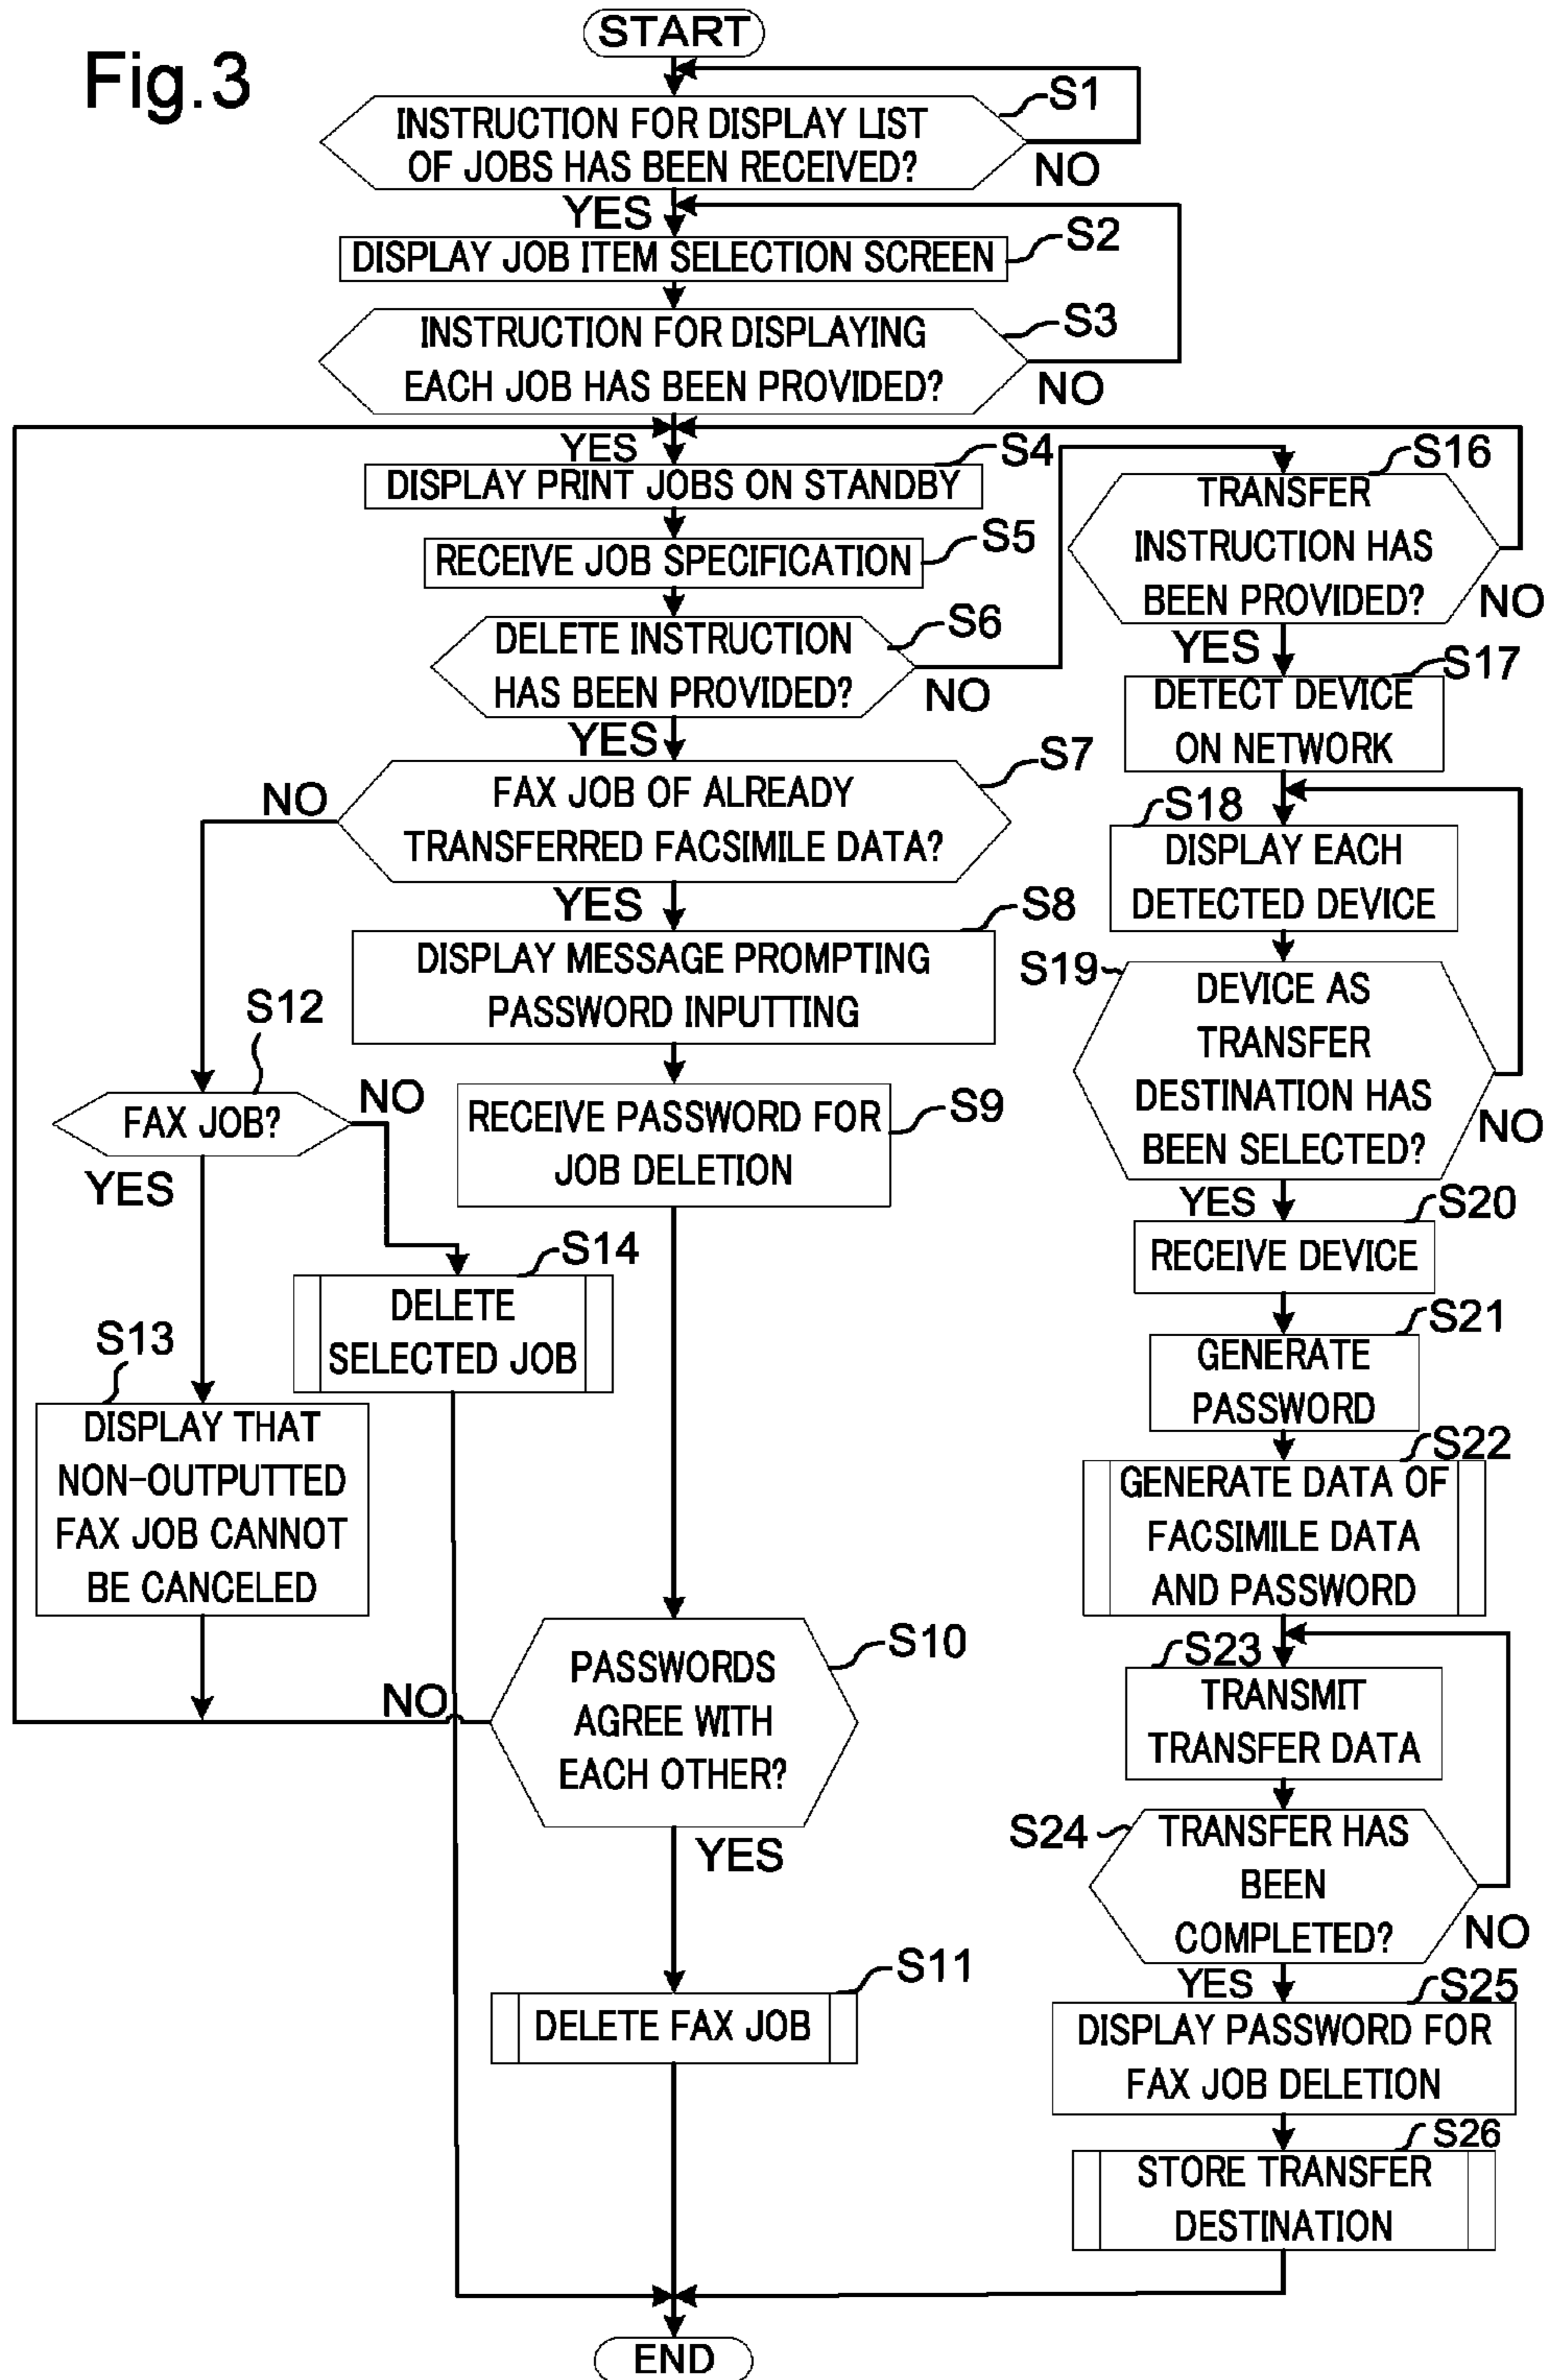 Fig.3
START
S1
INSTRUCTION FOR DISPLAY LIST
OF JOBS HAS BEEN RECEIVED?
NO
YES
S2
DISPLAY JOB ITEM SELECTION SCREEN
S3
INSTRUCTION FOR DISPLAYING
EACH JOB HAS BEEN PROVIDED?
NO
YES
S4
DISPLAY PRINT JOBS ON STANDBY
S5
RECEIVE JOB SPECIFICATION
S6
DELETE INSTRUCTION
HAS BEEN PROVIDED?
NO
YES
S7
FAX JOB OF ALREADY
TRANSFERRED FACSIMILE DATA?
NO
YES
S8
DISPLAY MESSAGE PROMPTING
PASSWORD INPUTTING
S9
RECEIVE PASSWORD FOR
JOB DELETION
S12
FAX JOB?
NO
YES
S14
DELETE
SELECTED JOB
S13
DISPLAY THAT
NON-OUTPUTTED
FAX JOB CANNOT
BE CANCELED
S10
PASSWORDS
AGREE WITH
EACH OTHER?
NO
YES
S11
DELETE FAX JOB
S16
TRANSFER
INSTRUCTION HAS
BEEN PROVIDED?
NO
YES
S17
DETECT DEVICE
ON NETWORK
S18
DISPLAY EACH
DETECTED DEVICE
S19
DEVICE AS
TRANSFER
DESTINATION HAS
BEEN SELECTED?
NO
YES
S20
RECEIVE DEVICE
S21
GENERATE
PASSWORD
S22
GENERATE DATA OF
FACSIMILE DATA
AND PASSWORD
S23
TRANSMIT
TRANSFER DATA
S24
TRANSFER HAS
BEEN
COMPLETED?
NO
YES
S25
DISPLAY PASSWORD FOR
FAX JOB DELETION
S26
STORE TRANSFER
DESTINATION
END